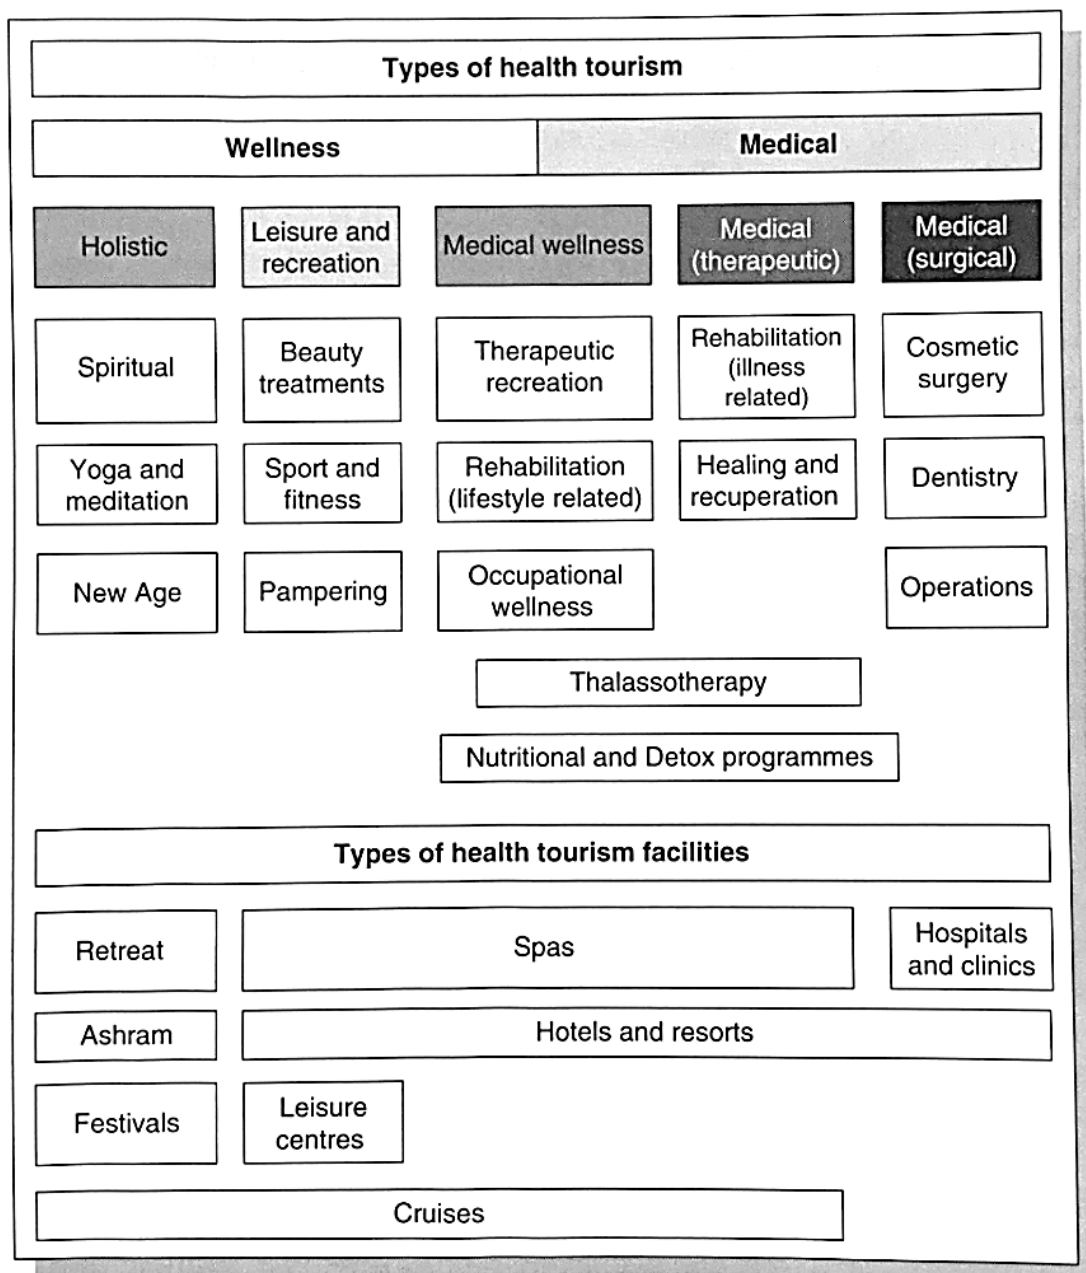 Types of health tourism
Wellness
Medical
Holistic
Leisure and
recreation
Medical wellness
Medical
(therapeutic)
Medical
(surgical)
Spiritual
Beauty
treatments
Therapeutic
recreation
Rehabilitation
(illness
related)
Cosmetic
surgery
Yoga and
meditation
Sport and
fitness
Rehabilitation
(lifestyle related)
Healing and
recuperation
Dentistry
New Age
Pampering
Occupational
wellness
Operations
Thalassotherapy
Nutritional and Detox programmes
Types of health tourism facilities
Retreat
Spas
Hospitals
and clinics
Ashram
Hotels and resorts
Festivals
Leisure
centres
Cruises